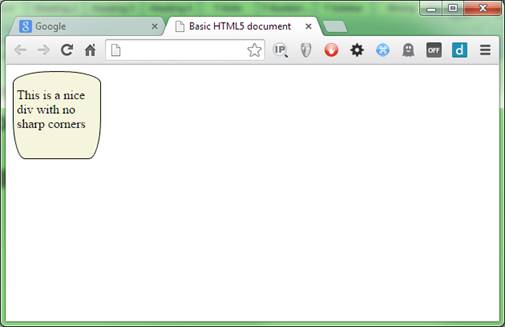 Google
Basic HTML5 document
IP
OFF
d
This is a nice
div with no
sharp corners